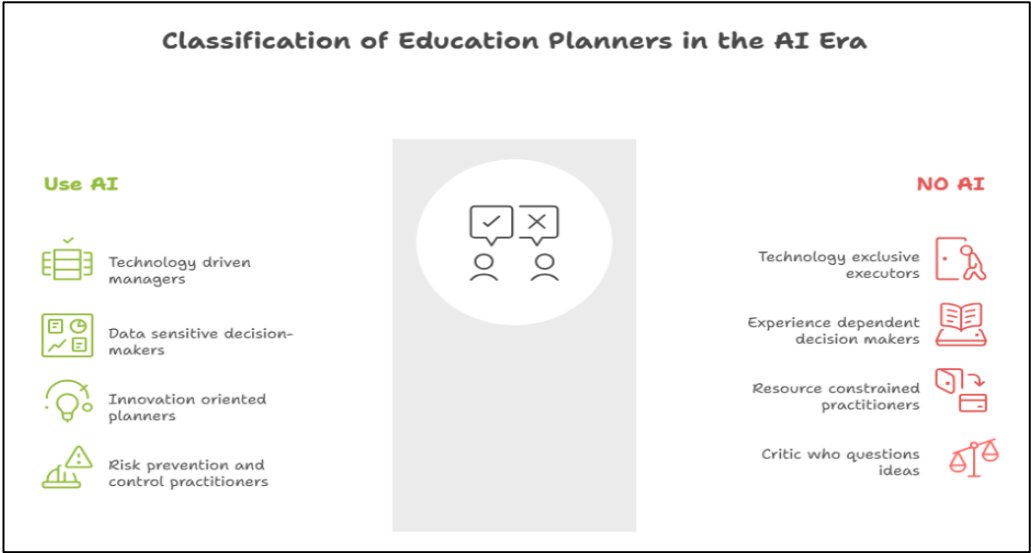 Classification of Education Planners in the AI Era
Use AI
Technology driven
managers
Data sensitive decision-
makers
Innovation oriented
planners
Risk prevention and
control practitioners
NO AI
Technology exclusive
executors
Experience dependent
decision makers
Resource constrained
practitioners
Critic who questions
ideas